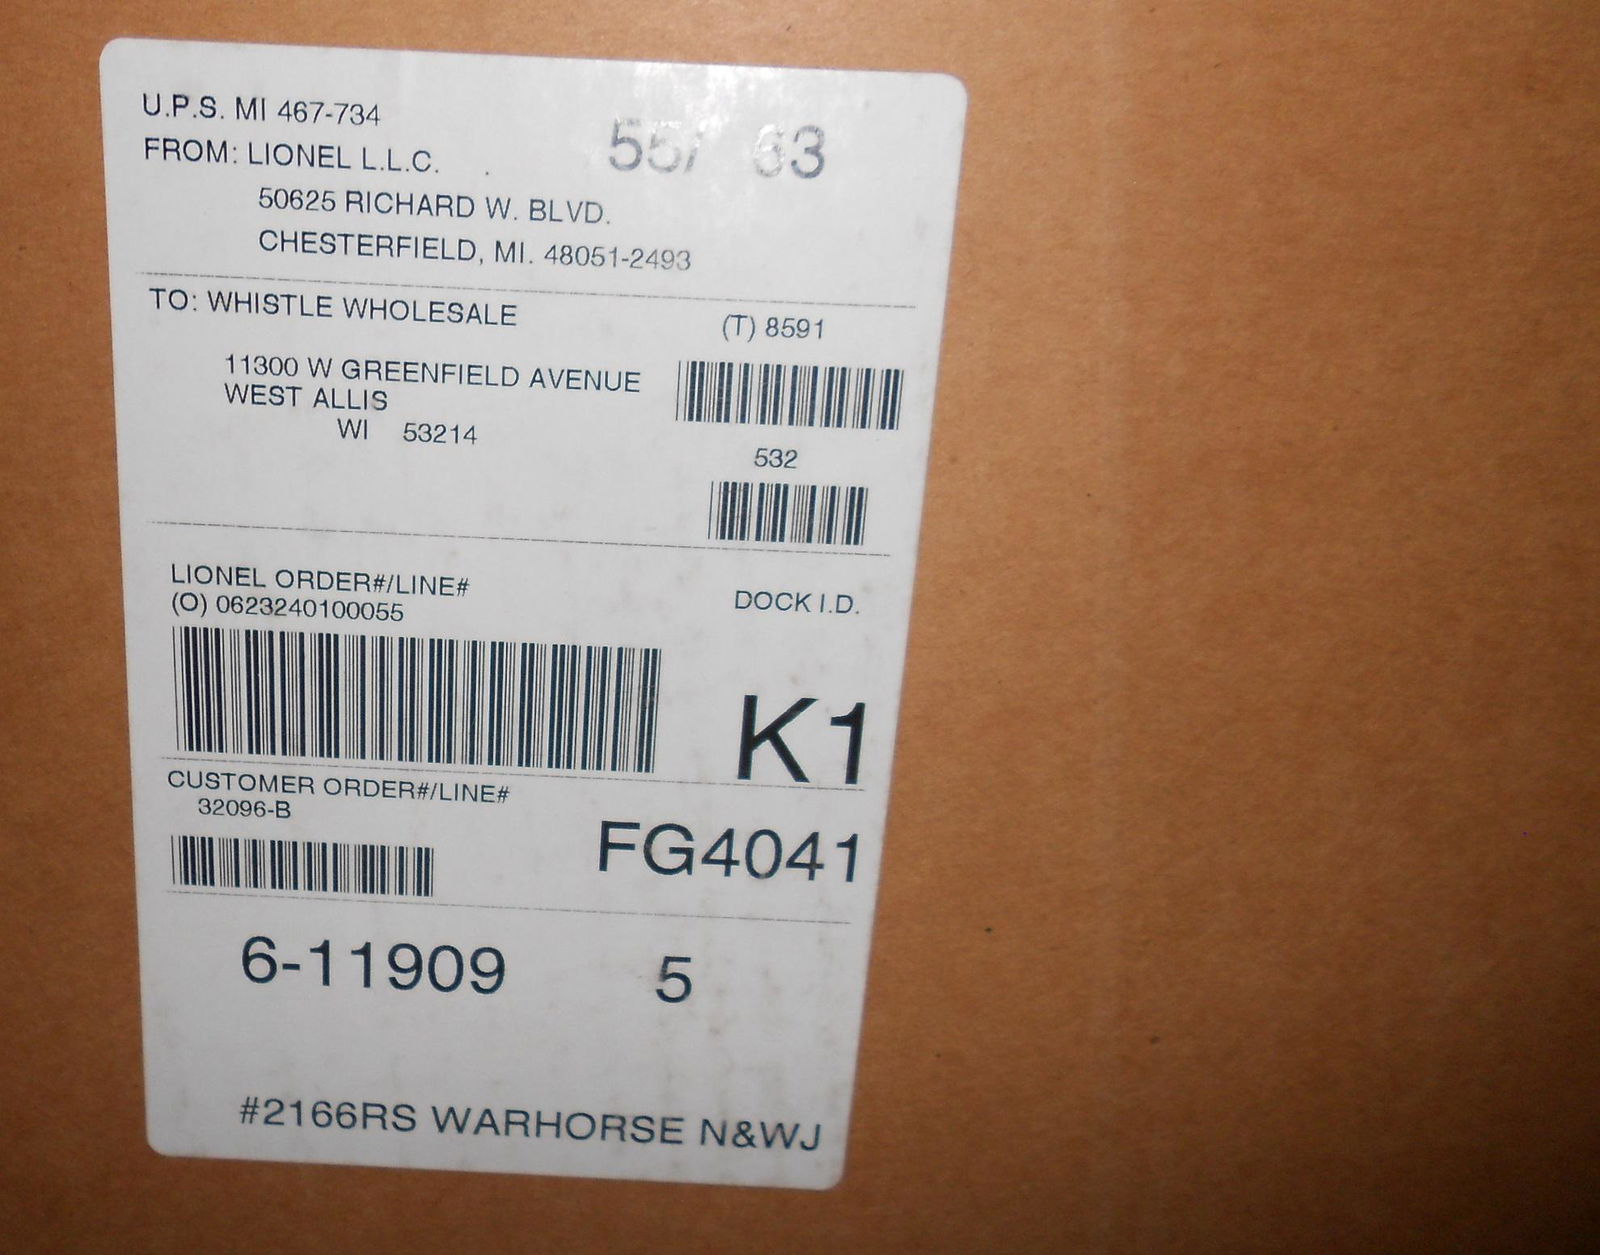 U.P.S. MI 467-734
55/ 63
FROM: LIONEL L.L.C.
50625 RICHARD W. BLVD.
CHESTERFIELD, MI. 48051-2493
TO: WHISTLE WHOLESALE
(T) 8591
11300 W GREENFIELD AVENUE
WEST ALLIS
WI 53214
532
LIONEL ORDER#/LINE#
(O) 0623240100055
DOCK I.D.
K1
CUSTOMER ORDER#/LINE#
32096-B
FG4041
6-11909 5
#2166RS WARHORSE N&WJ